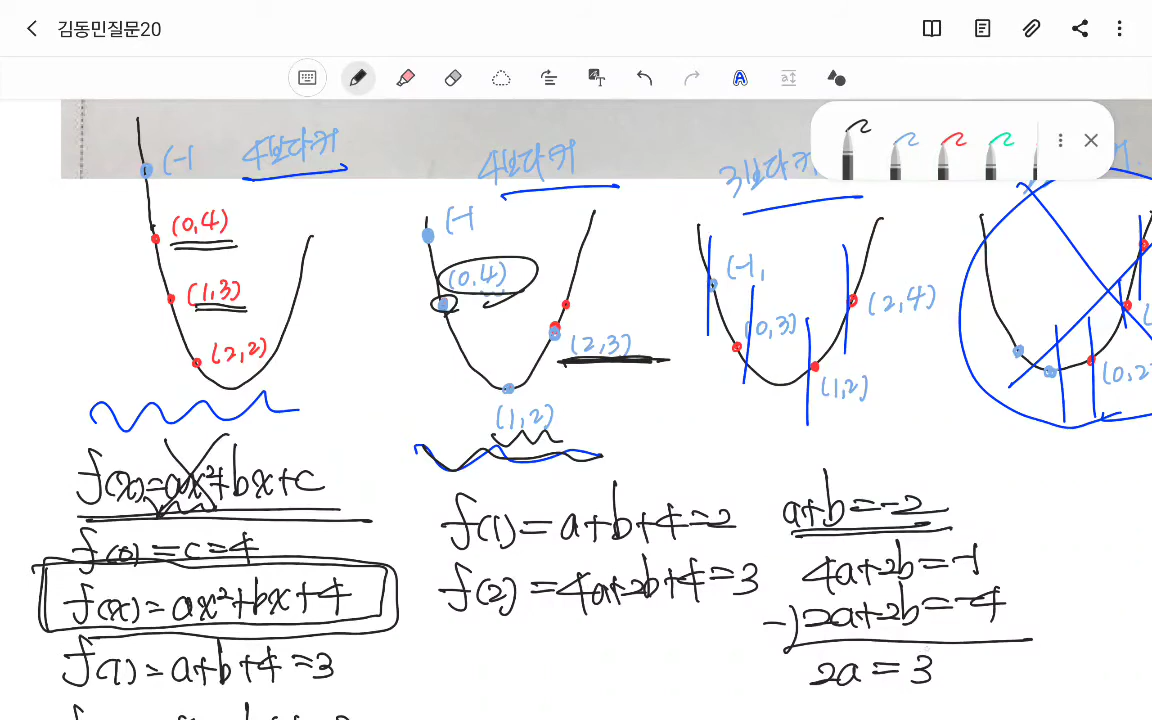 김동민질문20
(-1
4보다커
4보다커
3보다커
(0,4)
(1,3)
(2,2)
(-1
(0,4)
(2,3)
(1,2)
(-1,
(0,3)
(2,4)
(1,2)
(0,2
f(x)=ax²+bx+c
f(0)=c=4
f(x)=ax²+bx+4
f(1)=a+b+4=3
f(1)=a+b+4=2
f(2)=4a+2b+4=3
a+b=-2
4a+2b=-1
-)2a+2b=-4
2a=3